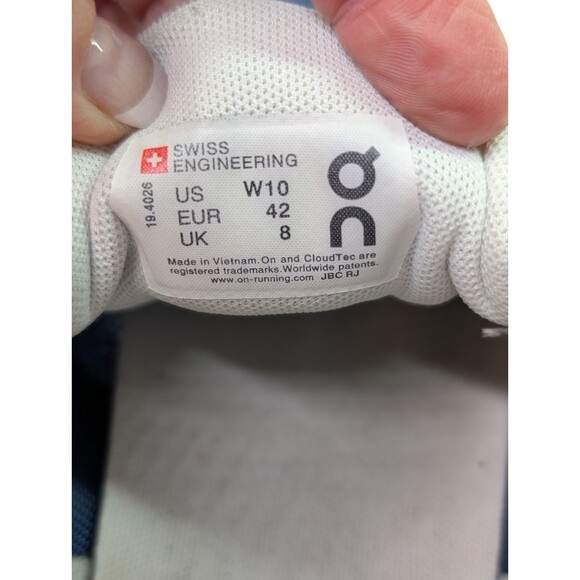 SWISS
ENGINEERING
19.4026
US W10
EUR 42
UK 8
On
Made in Vietnam.On and CloudTec are
registered trademarks.Worldwide patents.
www.on-running.com JBC RJ